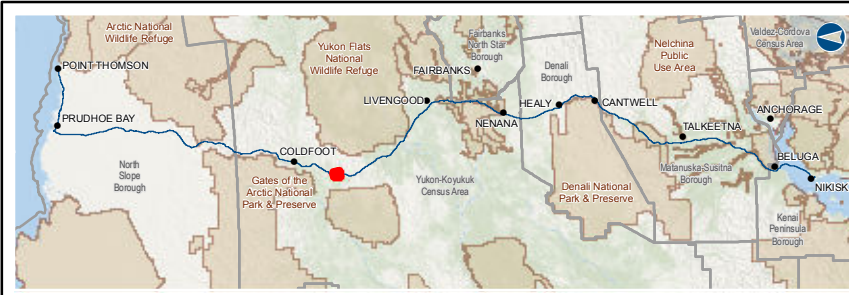 Arctic National
Wildlife Refuge
POINT THOMSON
PRUDHOE BAY
North
Slope
Borough
COLDFOOT
Gates of the
Arctic National
Park & Preserve
Yukon Flats
National
Wildlife Refuge
LIVENGOOD
FAIRBANKS
Fairbanks
North Star
Borough
NENANA
Yukon-Koyukuk
Census Area
Denali
Borough
HEALY
CANTWELL
Denali National
Park & Preserve
Nelchina
Public
Use Area
TALKEETNA
Matanuska-Susitna
Borough
Valdez-Cordova
Census Area
ANCHORAGE
BELUGA
NIKISK
Kenai
Peninsula
Borough